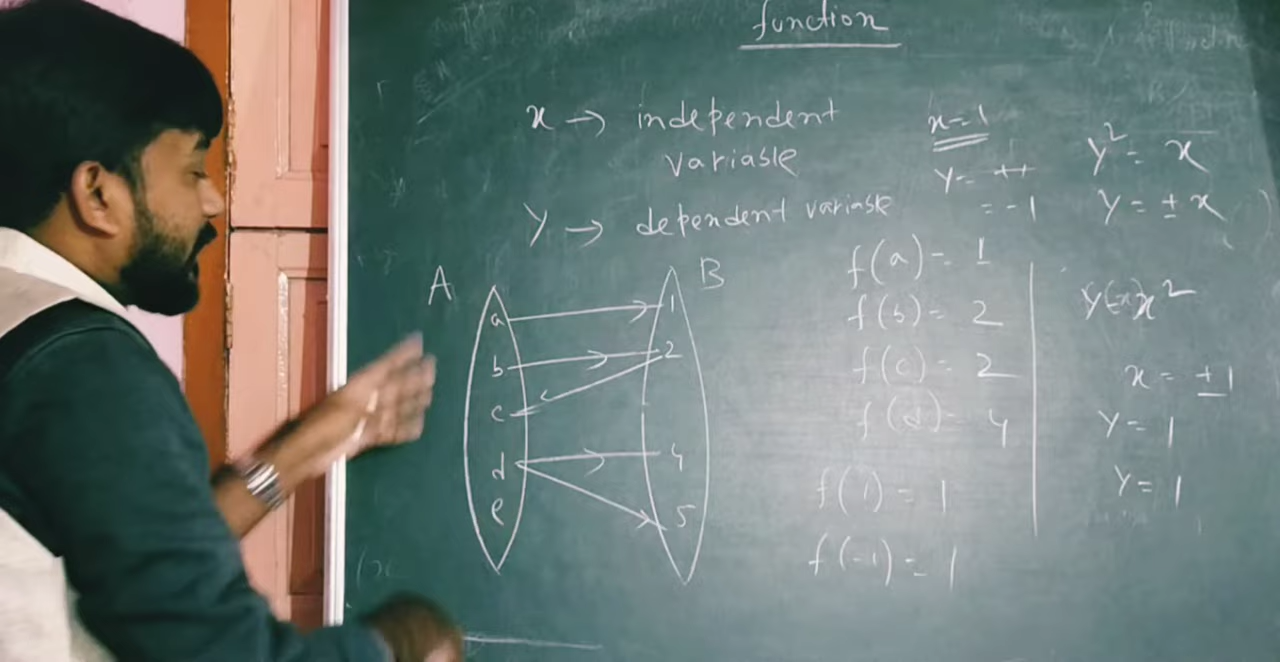 function
x → independent
variable
y → dependent variable
x=1
y = ++
= -1
y² = x
y = ± x
A
B
a
b
c
d
e
1
2
4
5
f(a) = 1
f(b) = 2
f(c) = 2
f(d) = 4
f(1) = 1
f(-1) = 1
x²
x = ±1
y = 1
y = 1